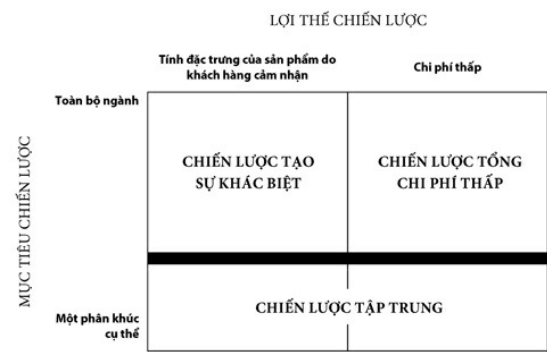 LỢI THẾ CHIẾN LƯỢC
Tính đặc trưng của sản phẩm do
khách hàng cảm nhận
Chi phí thấp
Toàn bộ ngành
MỤC TIÊU CHIẾN LƯỢC
CHIẾN LƯỢC TẠO
SỰ KHÁC BIỆT
CHIẾN LƯỢC TỔNG
CHI PHÍ THẤP
Một phân khúc
cụ thể
CHIẾN LƯỢC TẬP TRUNG